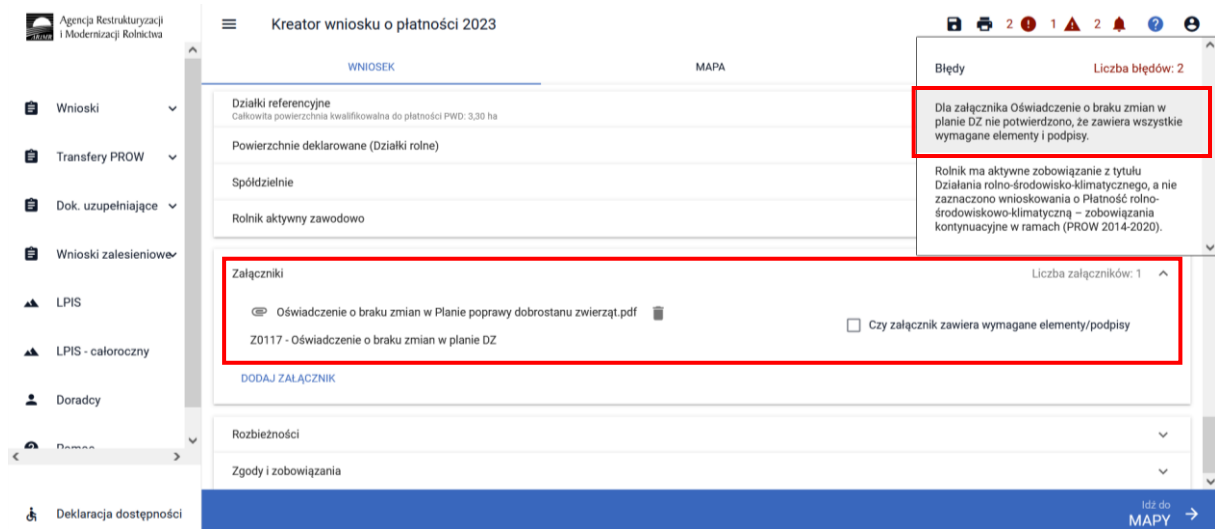 Agencja Restrukturyzacji
i Modernizacji Rolnictwa
ARiMR
Kreator wniosku o płatności 2023
2
1
2
WNIOSEK
MAPA
Wnioski
Transfery PROW
Dok. uzupełniające
Wnioski zalesieniowe
LPIS
LPIS - całoroczny
Doradcy
Pomoc
Deklaracja dostępności
Działki referencyjne
Całkowita powierzchnia kwalifikowalna do płatności PWD: 3,30 ha
Powierzchnie deklarowane (Działki rolne)
Spółdzielnie
Rolnik aktywny zawodowo
Błędy
Liczba błędów: 2
Dla załącznika Oświadczenie o braku zmian w
planie DZ nie potwierdzono, że zawiera wszystkie
wymagane elementy i podpisy.
Rolnik ma aktywne zobowiązanie z tytułu
Działania rolno-środowisko-klimatycznego, a nie
zaznaczono wnioskowania o Płatność rolno-
środowiskowo-klimatyczną – zobowiązania
kontynuacyjne w ramach (PROW 2014-2020).
Załączniki
Liczba załączników: 1
Oświadczenie o braku zmian w Planie poprawy dobrostanu zwierząt.pdf
Z0117 - Oświadczenie o braku zmian w planie DZ
Czy załącznik zawiera wymagane elementy/podpisy
DODAJ ZAŁĄCZNIK
Rozbieżności
Zgody i zobowiązania
Idź do
MAPY